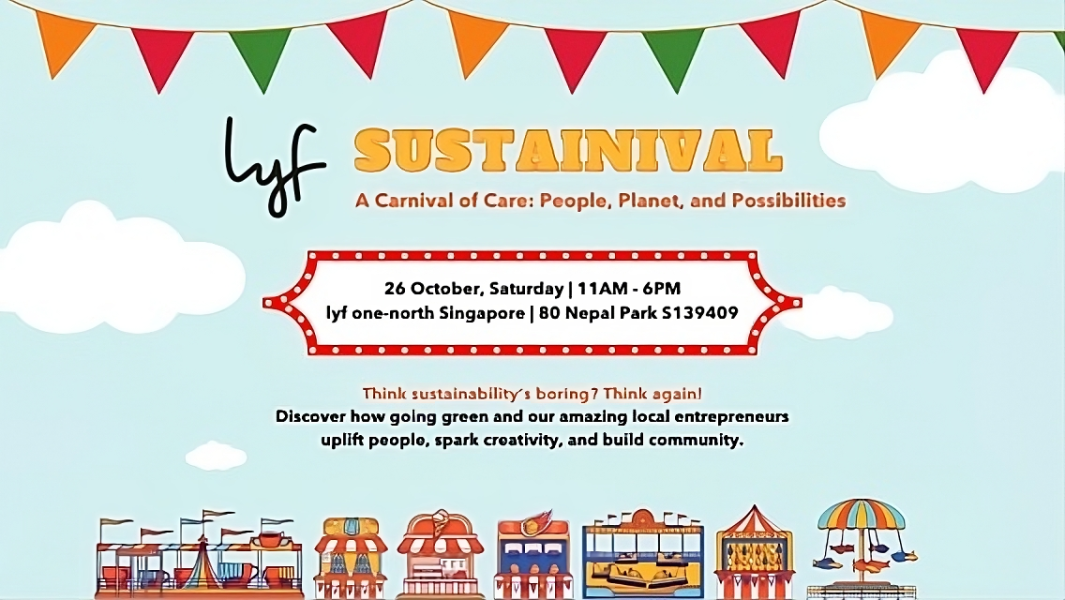 lyf SUSTAINIVAL
A Carnival of Care: People, Planet, and Possibilities
26 October, Saturday | 11AM - 6PM
lyf one-north Singapore | 80 Nepal Park S139409
Think sustainability's boring? Think again!
Discover how going green and our amazing local entrepreneurs
uplift people, spark creativity, and build community.